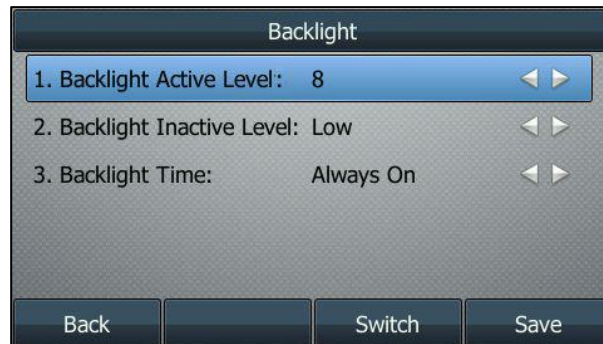 Backlight
1. Backlight Active Level: 8
2. Backlight Inactive Level: Low
3. Backlight Time: Always On
Back Switch Save